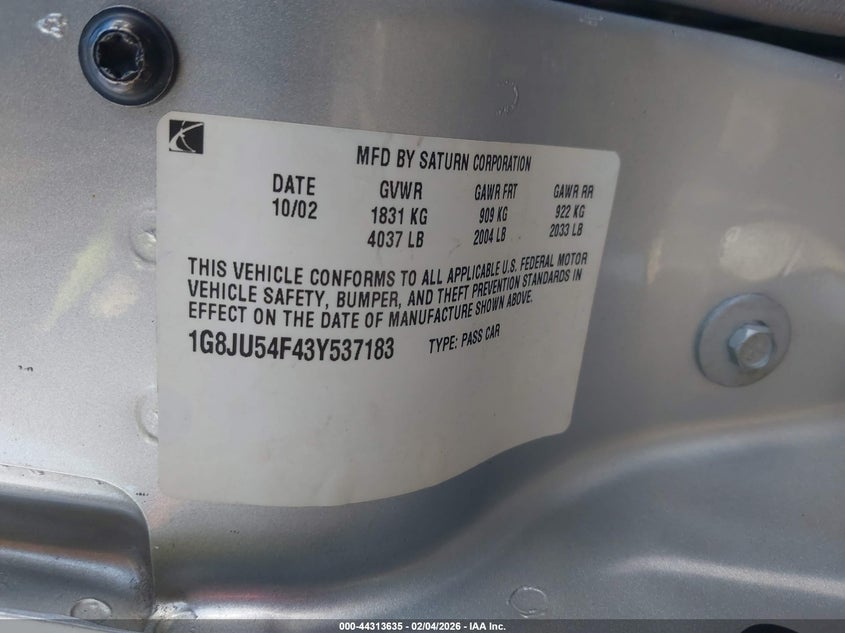 MFD BY SATURN CORPORATION
DATE GVWR GAWR FRT GAWR RR
10/02 1831 KG 909 KG 922 KG
4037 LB 2004 LB 2033 LB
THIS VEHICLE CONFORMS TO ALL APPLICABLE U.S. FEDERAL MOTOR
VEHICLE SAFETY, BUMPER, AND THEFT PREVENTION STANDARDS IN
EFFECT ON THE DATE OF MANUFACTURE SHOWN ABOVE.
1G8JU54F43Y537183 TYPE: PASS CAR
000-44313635 - 02/04/2026 - IAA Inc.